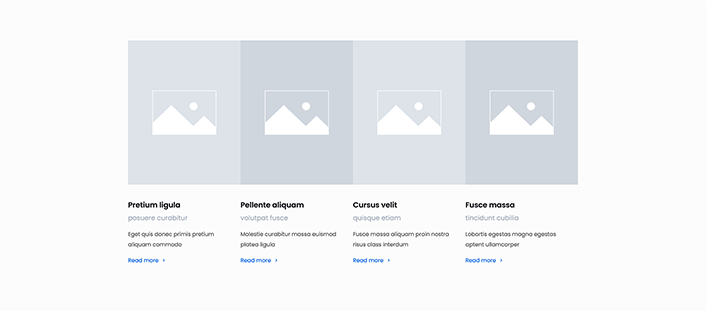 Pretium ligula
posuere curabitur
Eget quis donec primis pretium
aliquam commodo
Read more ›
Pellente aliquam
volutpat fusce
Molestie curabitur massa euismod
platea ligula
Read more ›
Cursus velit
quisque etiam
Fusce massa aliquam proin nostra
risus class interdum
Read more ›
Fusce massa
tincidunt cubilia
Lobortis egestas magna egestas
aptent ullamcorper
Read more ›